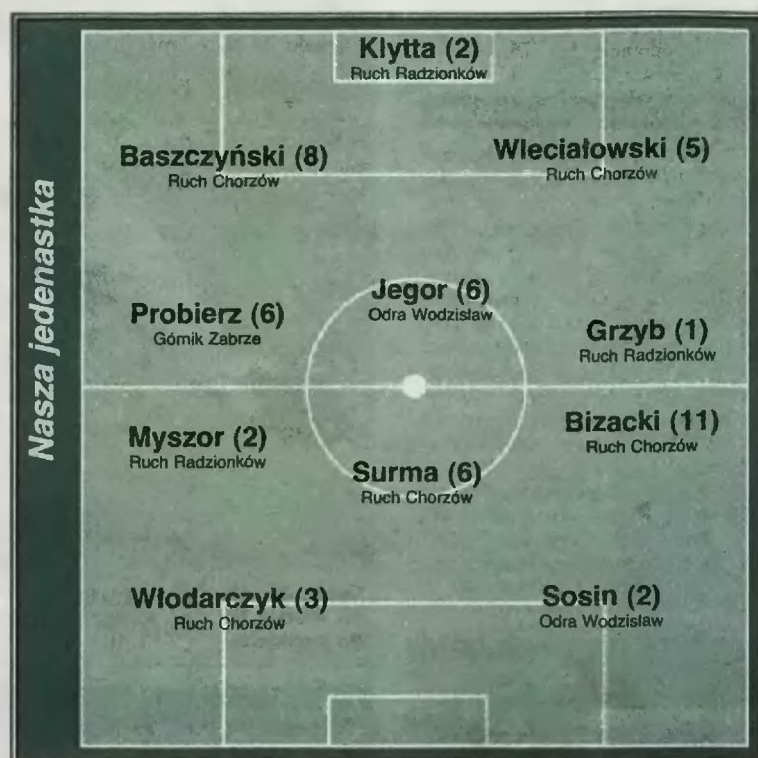 Nasza jedenastka
Klytta (2)
Ruch Radzionków
Baszczyński (8)
Ruch Chorzów
Wleciałowski (5)
Ruch Chorzów
Jegor (6)
Odra Wodzisław
Probierz (6)
Górnik Zabrze
Grzyb (1)
Ruch Radzionków
Myszor (2)
Ruch Radzionków
Bizacki (11)
Ruch Chorzów
Surma (6)
Ruch Chorzów
Włodarczyk (3)
Ruch Chorzów
Sosin (2)
Odra Wodzisław